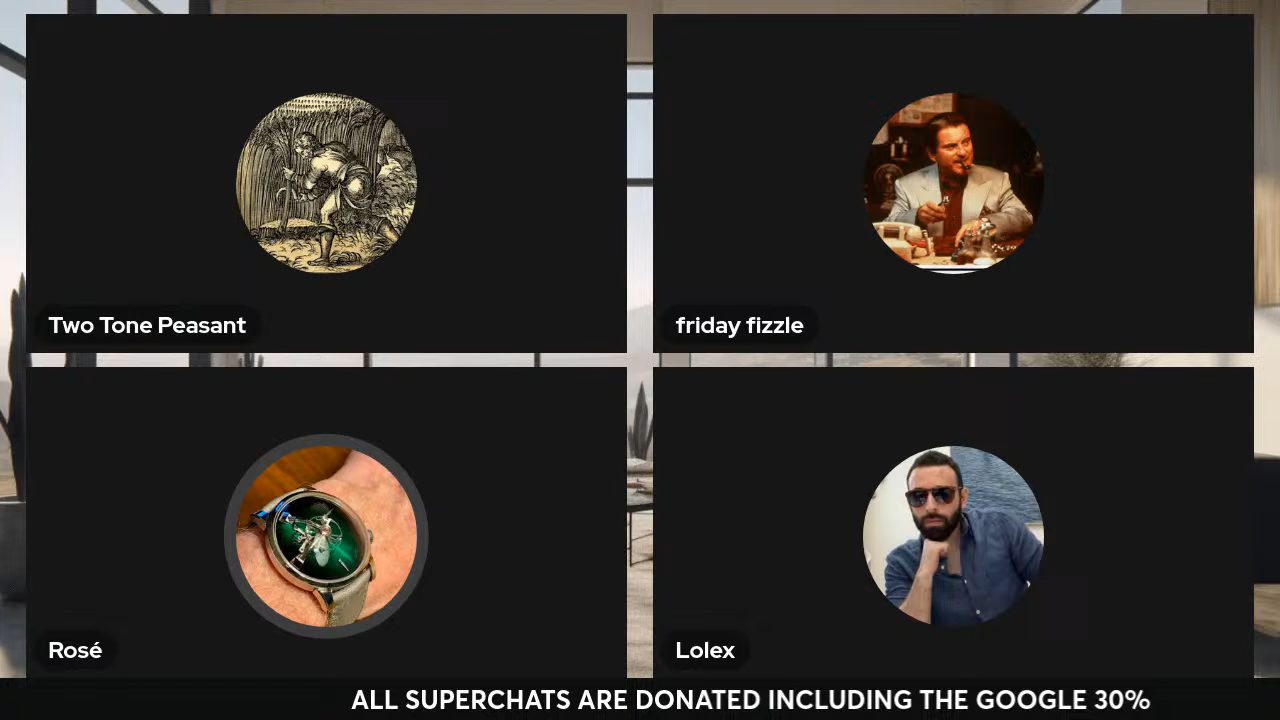 Two Tone Peasant
friday fizzle
Rosé
Lolex
ALL SUPERCHATS ARE DONATED INCLUDING THE GOOGLE 30%